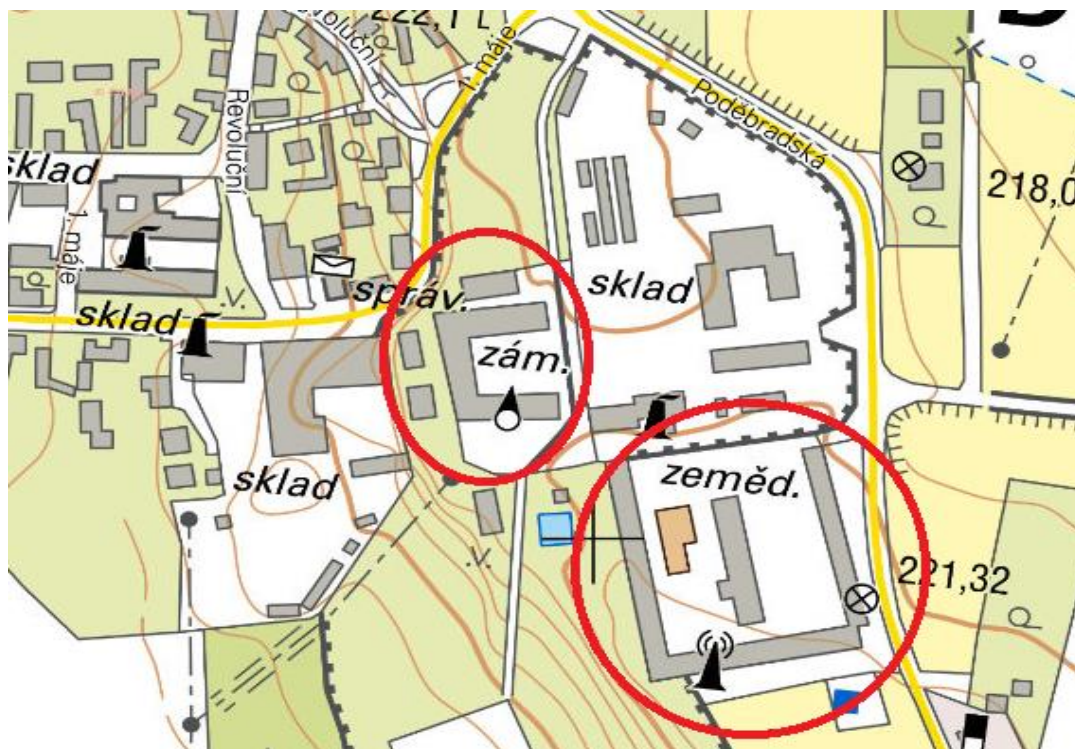 222,1
1. máje
Revoluční
Poděbradská
sklad
Revoluční
218,0
1. máje
sklad
správ.
sklad
zám.
zeměd.
sklad
221,32